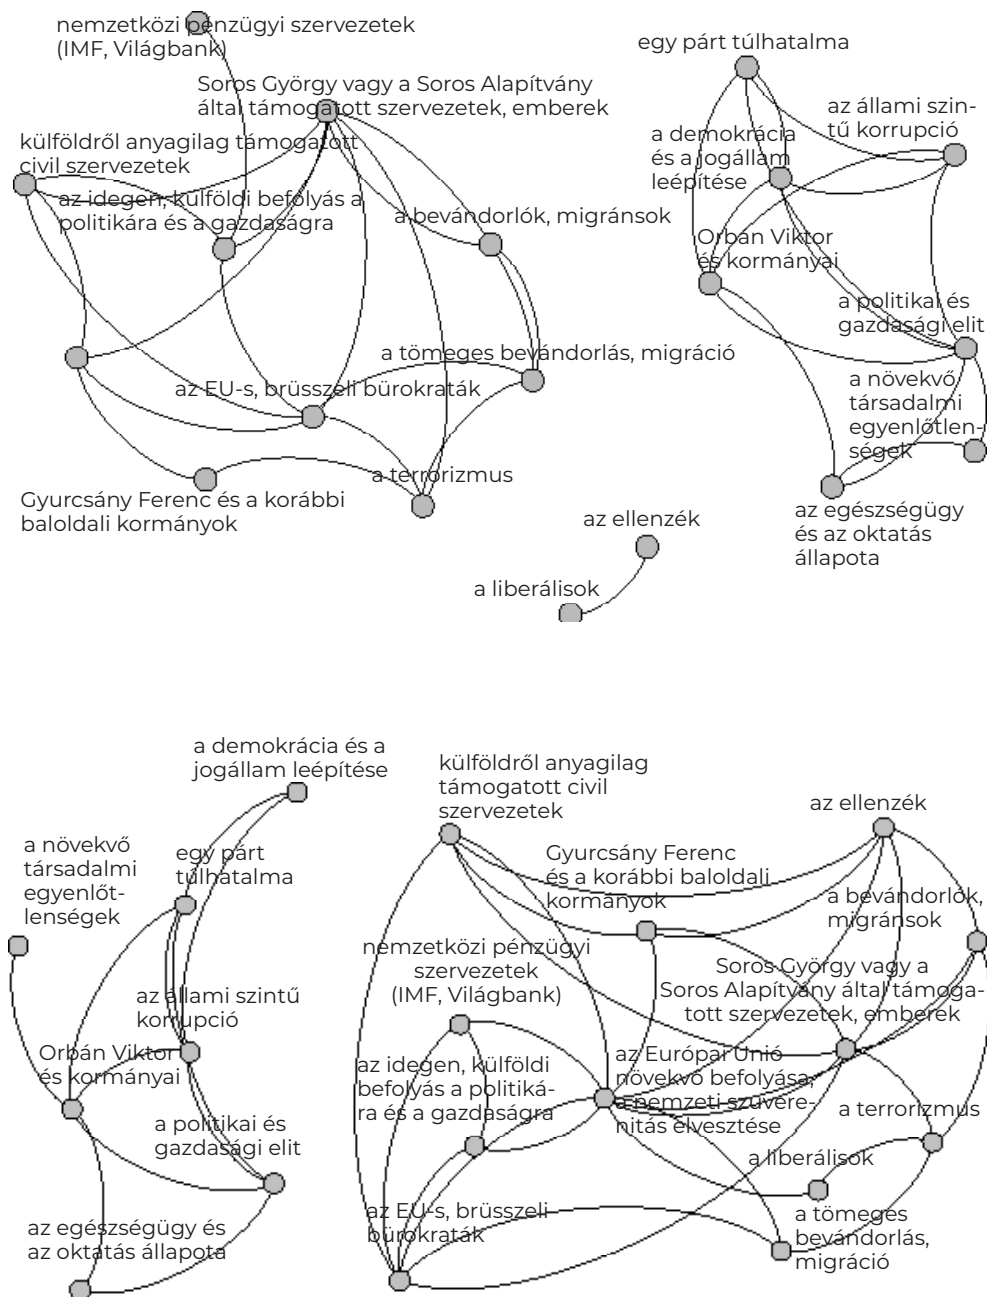 nemzetközi pénzügyi szervezetek
(IMF, Világbank)
Soros György vagy a Soros Alapítvány
által támogatott szervezetek, emberek
külföldről anyagilag támogatott
civil szervezetek
az idegen, külföldi befolyás a
politikára és a gazdaságra
a bevándorlók, migránsok
a tömeges bevándorlás, migráció
az EU-s, brüsszeli bürokraták
a terrorizmus
Gyurcsány Ferenc és a korábbi
baloldali kormányok
egy párt túlhatalma
az állami szin-
tű korrupció
a demokrácia
és a jogállam
leépítése
Orbán Viktor
és kormányai
a politikai és
gazdasági elit
a növekvő
társadalmi
egyenlőtlen-
ségek
az egészségügy
és az oktatás
állapota
az ellenzék
a liberálisok
a demokrácia és a
jogállam leépítése
a növekvő
társadalmi
egyenlőt-
lenségek
egy párt
túlhatalma
az állami szintű
korrupció
Orbán Viktor
és kormányai
a politikai és
gazdasági elit
az egészségügy és
az oktatás állapota
külföldről anyagilag
támogatott civil
szervezetek
az ellenzék
Gyurcsány Ferenc
és a korábbi baloldali
kormányok
a bevándorlók,
migránsok
nemzetközi pénzügyi
szervezetek
(IMF, Világbank)
Soros György vagy a
Soros Alapítvány által támoga-
tott szervezetek, emberek
az idegen, külföldi
befolyás a politiká-
ra és a gazdaságra
az Európai Unió
növekvő befolyása,
a nemzeti szuvere-
nitás elvesztése
a terrorizmus
a liberálisok
az EU-s, brüsszeli
bürokraták
a tömeges
bevándorlás,
migráció